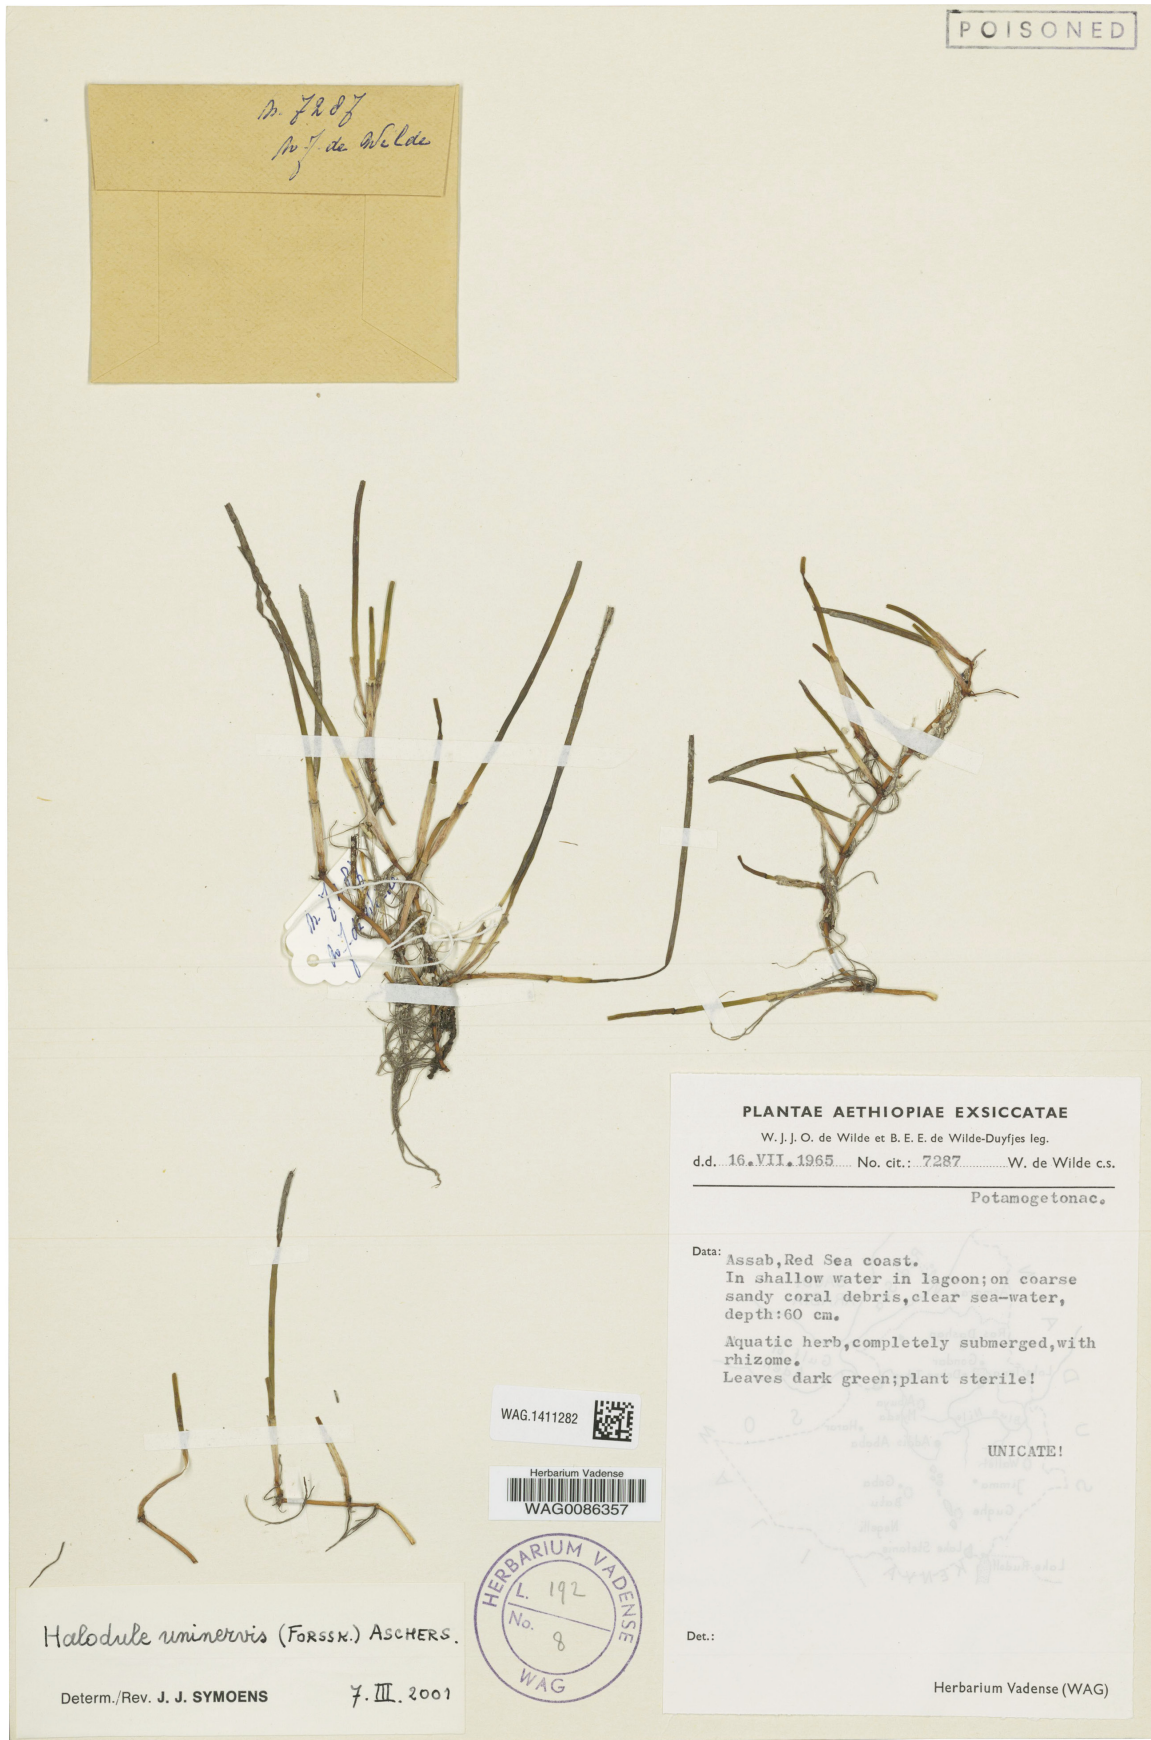 POISONED
n. 7287
W.J. de Wilde
n. 7287
W.J. de Wilde
PLANTAE AETHIOPIAE EXSICCATAE
W. J. J. O. de Wilde et B. E. E. de Wilde-Duyfjes leg.
d.d. 16.VII.1965 No. cit.: 7287 W. de Wilde c.s.
Potamogetonac.
Data: Assab,Red Sea coast.
In shallow water in lagoon;on coarse
sandy coral debris,clear sea-water,
depth:60 cm.
Aquatic herb,completely submerged,with
rhizome.
Leaves dark green;plant sterile!
UNICATE!
Det.:
Herbarium Vadense (WAG)
WAG.1411282
Herbarium Vadense
WAG0086357
HERBARIUM VADENSE
L. 192
No. 8
WAG
Halodule uninervis (FORSSK.) ASCHERS.
Determ./Rev. J. J. SYMOENS 7.III.2001